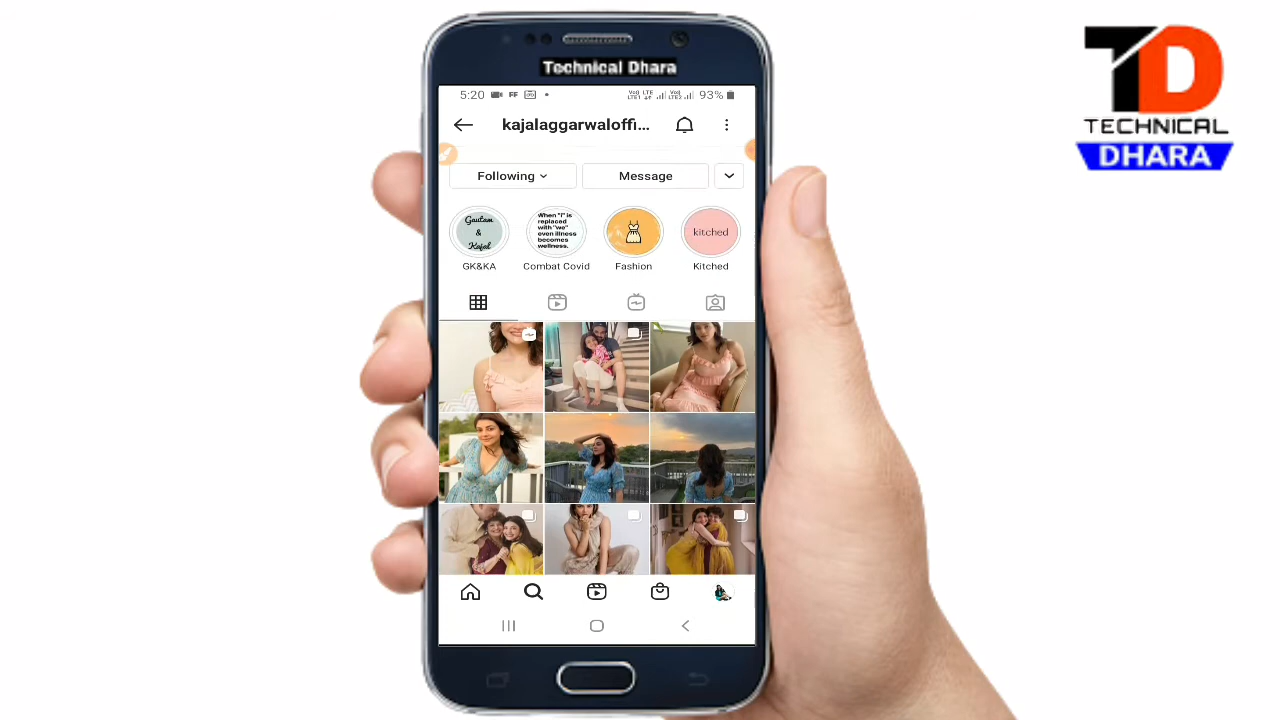 Technical Dhara
TD
TECHNICAL
DHARA
5:20
93%
kajalaggarwaloffi...
Following
Message
Gautam
&
Kajal
When "I" is
replaced
with "we"
even illness
becomes
wellness.
kitched
GK&KA
Combat Covid
Fashion
Kitched